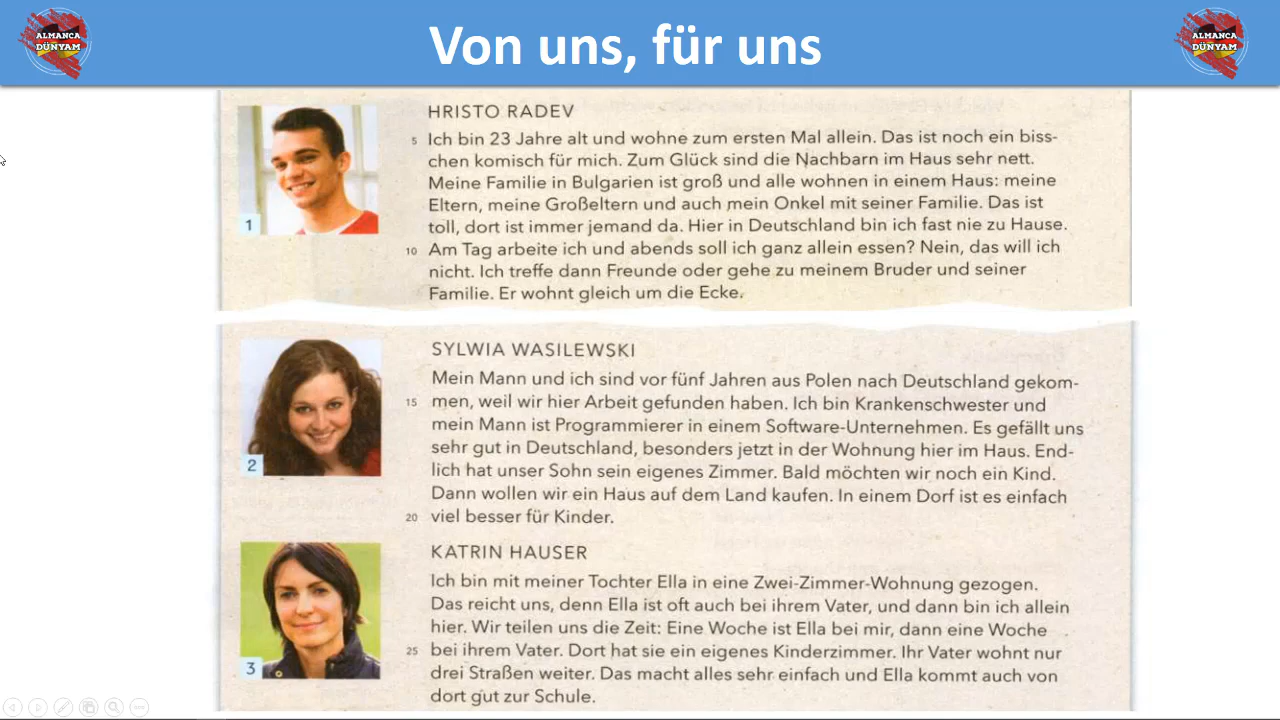 ALMANCA
DÜNYAM
Von uns, für uns
ALMANCA
DÜNYAM
1
HRISTO RADEV
5 Ich bin 23 Jahre alt und wohne zum ersten Mal allein. Das ist noch ein biss-
chen komisch für mich. Zum Glück sind die Nachbarn im Haus sehr nett.
Meine Familie in Bulgarien ist groß und alle wohnen in einem Haus: meine
Eltern, meine Großeltern und auch mein Onkel mit seiner Familie. Das ist
toll, dort ist immer jemand da. Hier in Deutschland bin ich fast nie zu Hause.
10 Am Tag arbeite ich und abends soll ich ganz allein essen? Nein, das will ich
nicht. Ich treffe dann Freunde oder gehe zu meinem Bruder und seiner
Familie. Er wohnt gleich um die Ecke.
2
SYLWIA WASILEWSKI
Mein Mann und ich sind vor fünf Jahren aus Polen nach Deutschland gekom-
15 men, weil wir hier Arbeit gefunden haben. Ich bin Krankenschwester und
mein Mann ist Programmierer in einem Software-Unternehmen. Es gefällt uns
sehr gut in Deutschland, besonders jetzt in der Wohnung hier im Haus. End-
lich hat unser Sohn sein eigenes Zimmer. Bald möchten wir noch ein Kind.
Dann wollen wir ein Haus auf dem Land kaufen. In einem Dorf ist es einfach
20 viel besser für Kinder.
3
KATRIN HAUSER
Ich bin mit meiner Tochter Ella in eine Zwei-Zimmer-Wohnung gezogen.
Das reicht uns, denn Ella ist oft auch bei ihrem Vater, und dann bin ich allein
hier. Wir teilen uns die Zeit: Eine Woche ist Ella bei mir, dann eine Woche
25 bei ihrem Vater. Dort hat sie ein eigenes Kinderzimmer. Ihr Vater wohnt nur
drei Straßen weiter. Das macht alles sehr einfach und Ella kommt auch von
dort gut zur Schule.